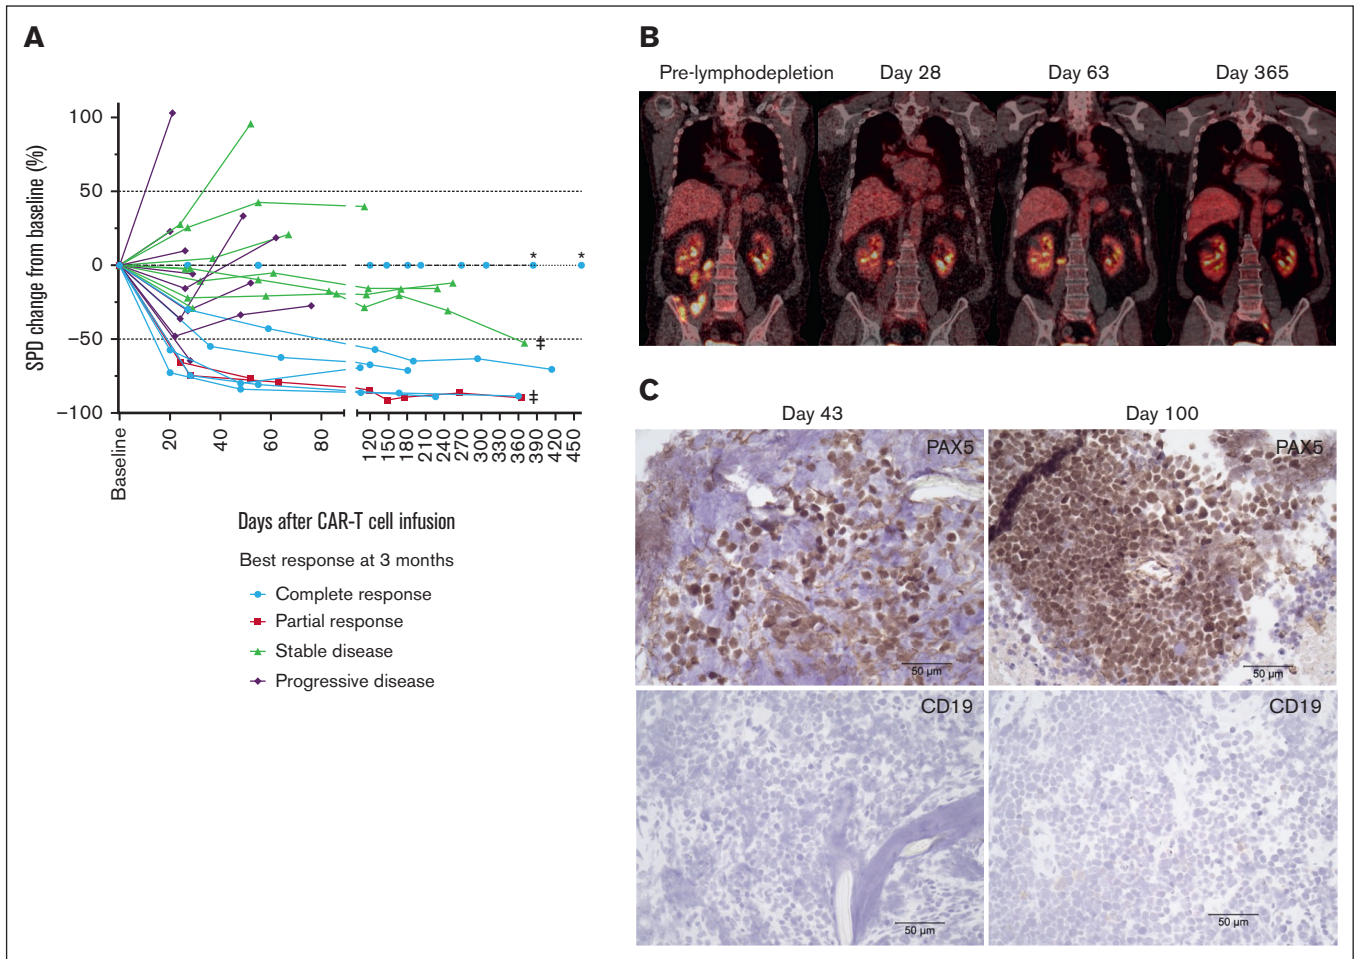 A
SPD change from baseline (%)
100
50
0
−50
−100
*
*
‡
‡
Baseline
20
40
60
80
120
150
180
210
240
270
300
330
360
390
420
450
Days after CAR-T cell infusion
Best response at 3 months
Complete response
Partial response
Stable disease
Progressive disease
B
Pre-lymphodepletion
Day 28
Day 63
Day 365
C
Day 43
Day 100
PAX5
PAX5
50 µm
50 µm
CD19
CD19
50 µm
50 µm